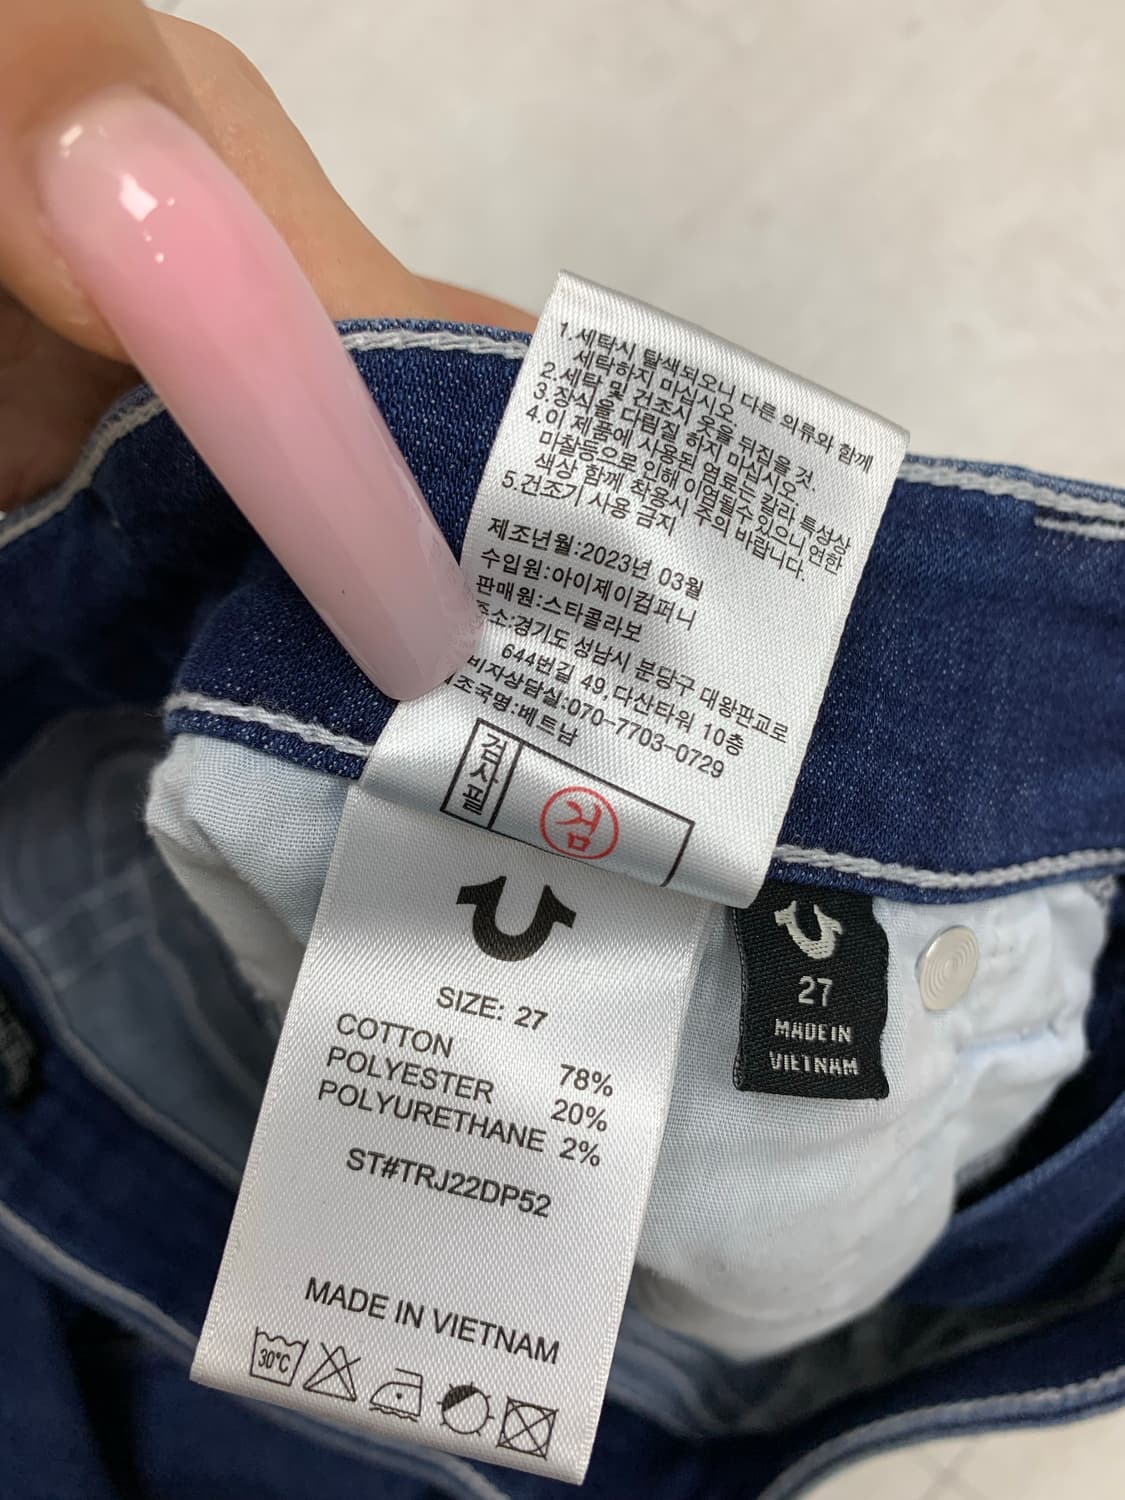 1.세탁시 탈색되오니 다른 의류와 함께
세탁하지 마십시오
2.세탁 및 건조시 옷을 뒤집을 것.
3.장식을 다림질 하지 마십시오.
4.이 제품에 사용된 염료는 칼라 특성상
마찰등으로 인해 이염될수 있으니 연한
색상 함께 착용시 주의 바랍니다.
5.건조기 사용 금지
제조년월:2023년 03월
수입원:아이제이컴퍼니
판매원:스타콜라보
주소:경기도 성남시 분당구 대왕판교로
644번길 49, 다산타워 10층
비자상담실:070-7703-0729
조국명:베트남
검사필
검
SIZE: 27
COTTON 78%
POLYESTER 20%
POLYURETHANE 2%
ST#TRJ22DP52
MADE IN VIETNAM
30°C
27
MADE IN
VIETNAM